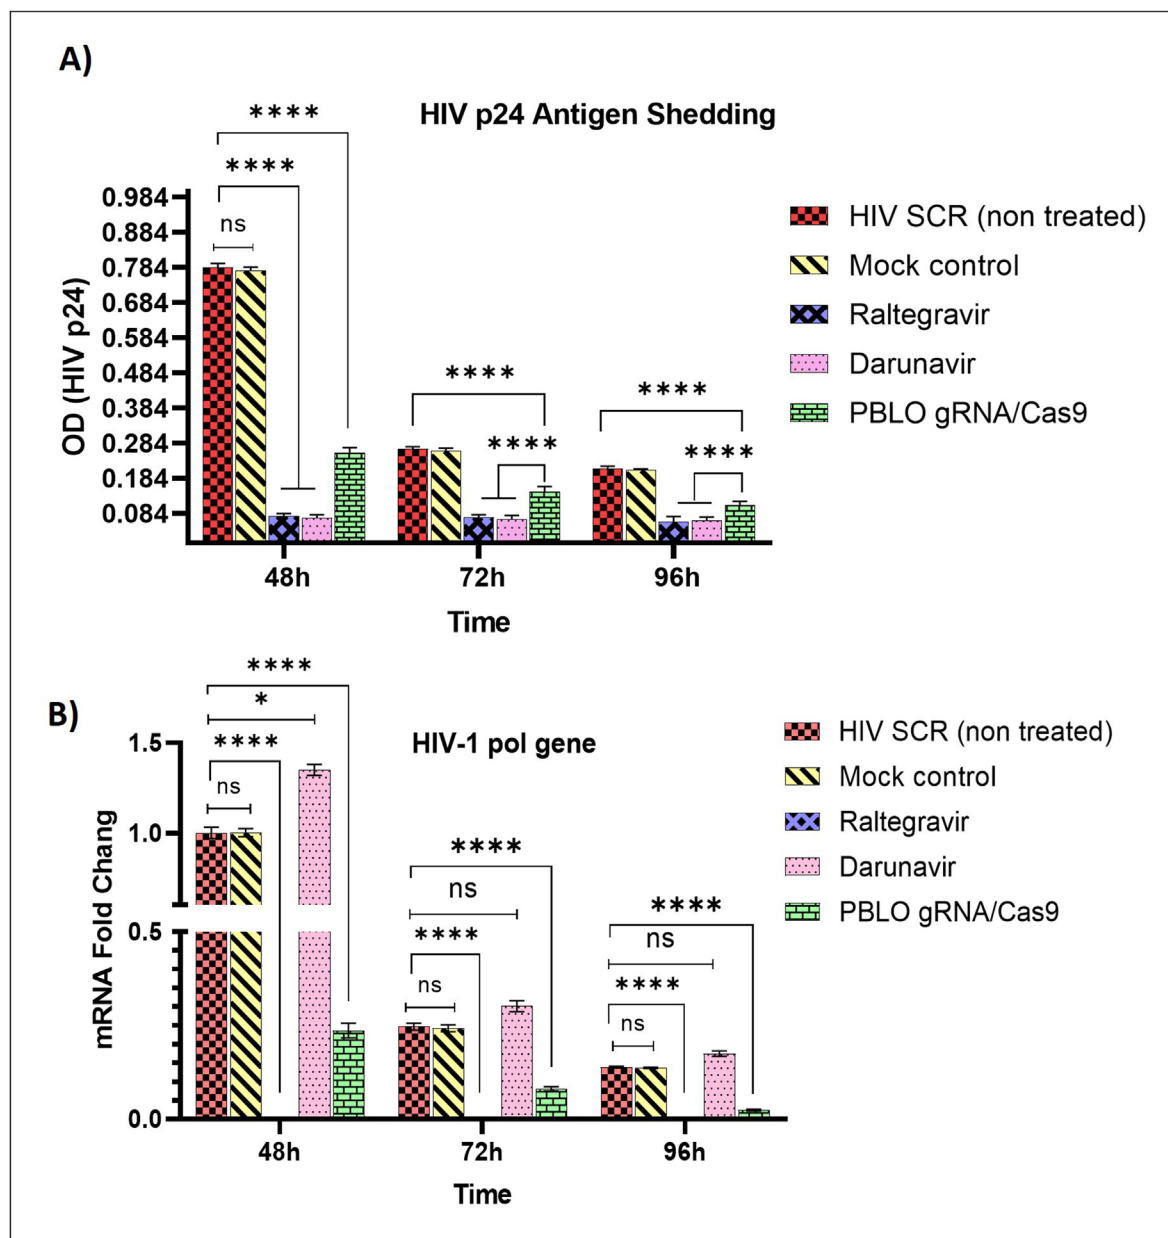 A)
HIV p24 Antigen Shedding
****
****
ns
****
****
****
****
OD (HIV p24)
0.984
0.884
0.784
0.684
0.584
0.484
0.384
0.284
0.184
0.084
48h
72h
96h
Time
HIV SCR (non treated)
Mock control
Raltegravir
Darunavir
PBLO gRNA/Cas9
B)
HIV-1 pol gene
****
*
****
ns
****
ns
****
ns
****
ns
****
ns
mRNA Fold Chang
1.5
1.0
0.5
0.0
48h
72h
96h
Time
HIV SCR (non treated)
Mock control
Raltegravir
Darunavir
PBLO gRNA/Cas9